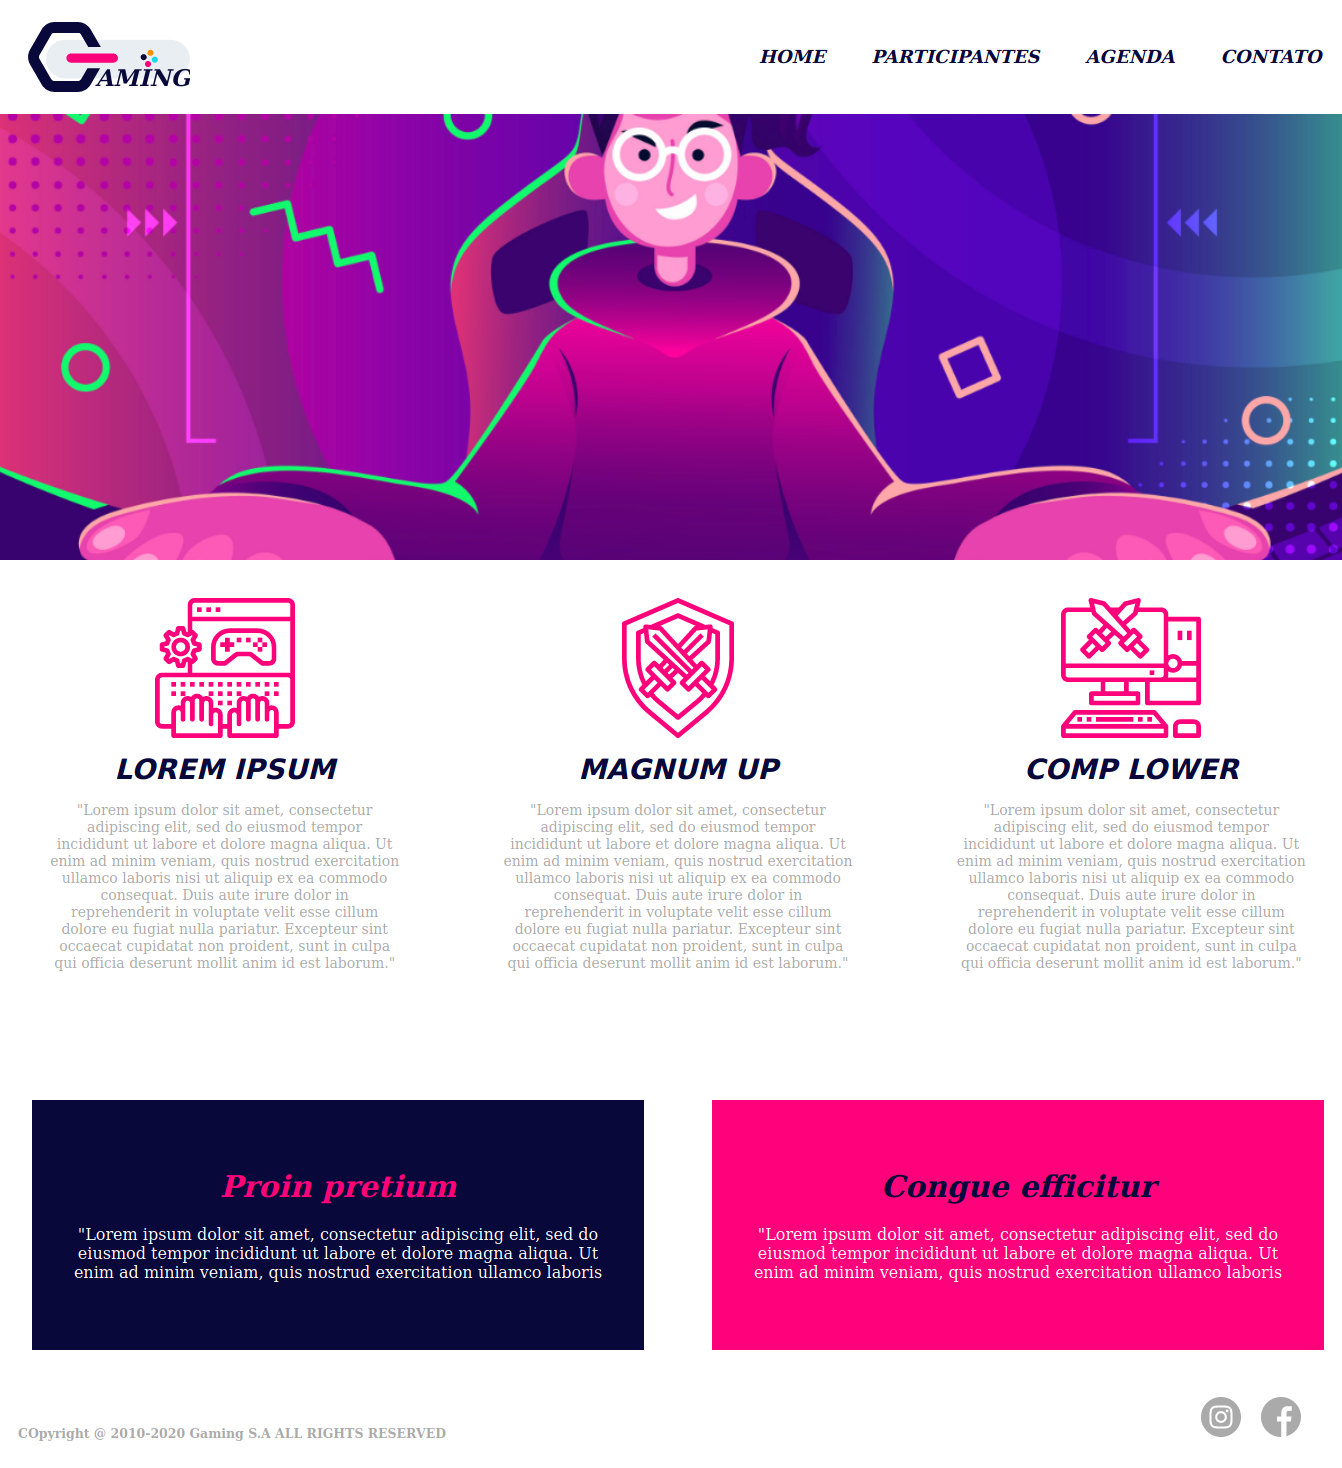 AMING
HOME PARTICIPANTES AGENDA CONTATO
LOREM IPSUM
"Lorem ipsum dolor sit amet, consectetur
adipiscing elit, sed do eiusmod tempor
incididunt ut labore et dolore magna aliqua. Ut
enim ad minim veniam, quis nostrud exercitation
ullamco laboris nisi ut aliquip ex ea commodo
consequat. Duis aute irure dolor in
reprehenderit in voluptate velit esse cillum
dolore eu fugiat nulla pariatur. Excepteur sint
occaecat cupidatat non proident, sunt in culpa
qui officia deserunt mollit anim id est laborum."
MAGNUM UP
"Lorem ipsum dolor sit amet, consectetur
adipiscing elit, sed do eiusmod tempor
incididunt ut labore et dolore magna aliqua. Ut
enim ad minim veniam, quis nostrud exercitation
ullamco laboris nisi ut aliquip ex ea commodo
consequat. Duis aute irure dolor in
reprehenderit in voluptate velit esse cillum
dolore eu fugiat nulla pariatur. Excepteur sint
occaecat cupidatat non proident, sunt in culpa
qui officia deserunt mollit anim id est laborum."
COMP LOWER
"Lorem ipsum dolor sit amet, consectetur
adipiscing elit, sed do eiusmod tempor
incididunt ut labore et dolore magna aliqua. Ut
enim ad minim veniam, quis nostrud exercitation
ullamco laboris nisi ut aliquip ex ea commodo
consequat. Duis aute irure dolor in
reprehenderit in voluptate velit esse cillum
dolore eu fugiat nulla pariatur. Excepteur sint
occaecat cupidatat non proident, sunt in culpa
qui officia deserunt mollit anim id est laborum."
Proin pretium
"Lorem ipsum dolor sit amet, consectetur adipiscing elit, sed do
eiusmod tempor incididunt ut labore et dolore magna aliqua. Ut
enim ad minim veniam, quis nostrud exercitation ullamco laboris
Congue efficitur
"Lorem ipsum dolor sit amet, consectetur adipiscing elit, sed do
eiusmod tempor incididunt ut labore et dolore magna aliqua. Ut
enim ad minim veniam, quis nostrud exercitation ullamco laboris
COpyright @ 2010-2020 Gaming S.A ALL RIGHTS RESERVED